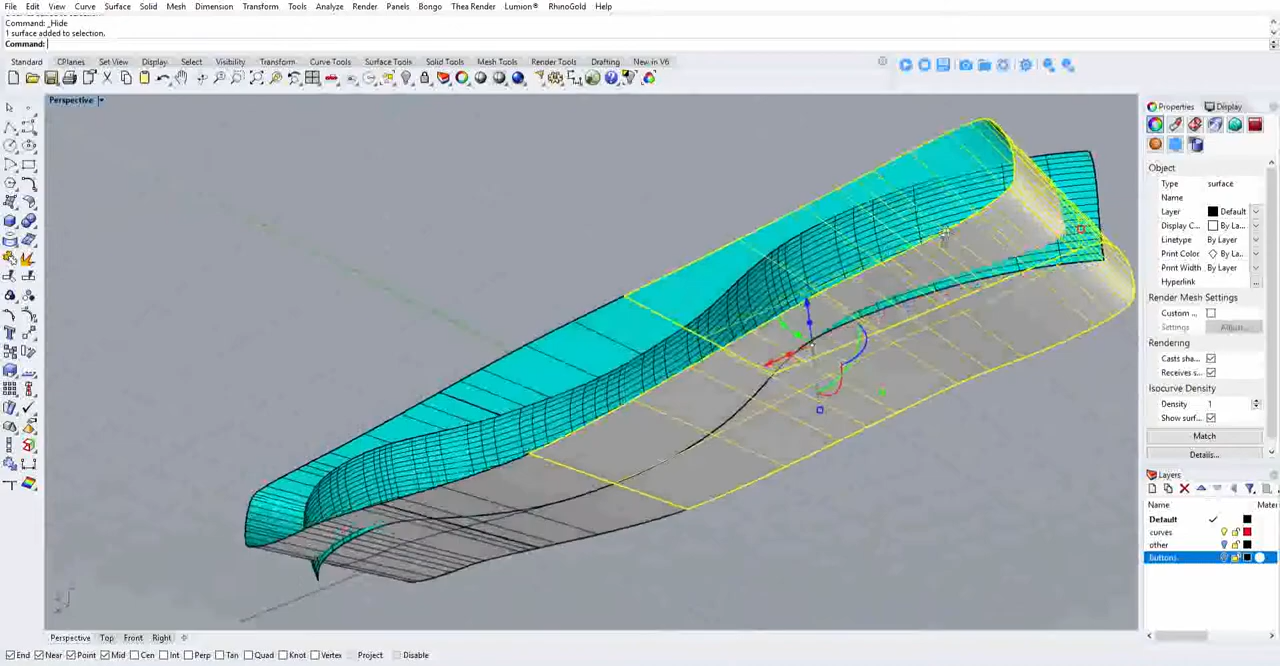 File Edit View Curve Surface Solid Mesh Dimension Transform Tools Analyze Render Panels Bongo Thea Render Lumion® RhinoGold Help
Command: _Hide
1 surface added to selection.
Command:
Standard CPlanes Set View Display Select Viewport Layout Visibility Transform Curve Tools Surface Tools Solid Tools Mesh Tools Render Tools Drafting New in V6
Perspective
Properties Display
Object
Type surface
Name
Layer Default
Display C... By La...
Linetype By Layer
Print Color By La...
Print Width By Layer
Hyperlink ...
Render Mesh Settings
Custom ...
Settings Adjust...
Rendering
Casts sha...
Receives s...
Isocurve Density
Density 1
Show surf...
Match
Details...
Layers
Name Mater
Default
curves
other
Buttons
Perspective Top Front Right
End Near Point Mid Cen Int Perp Tan Quad Knot Vertex Project Disable